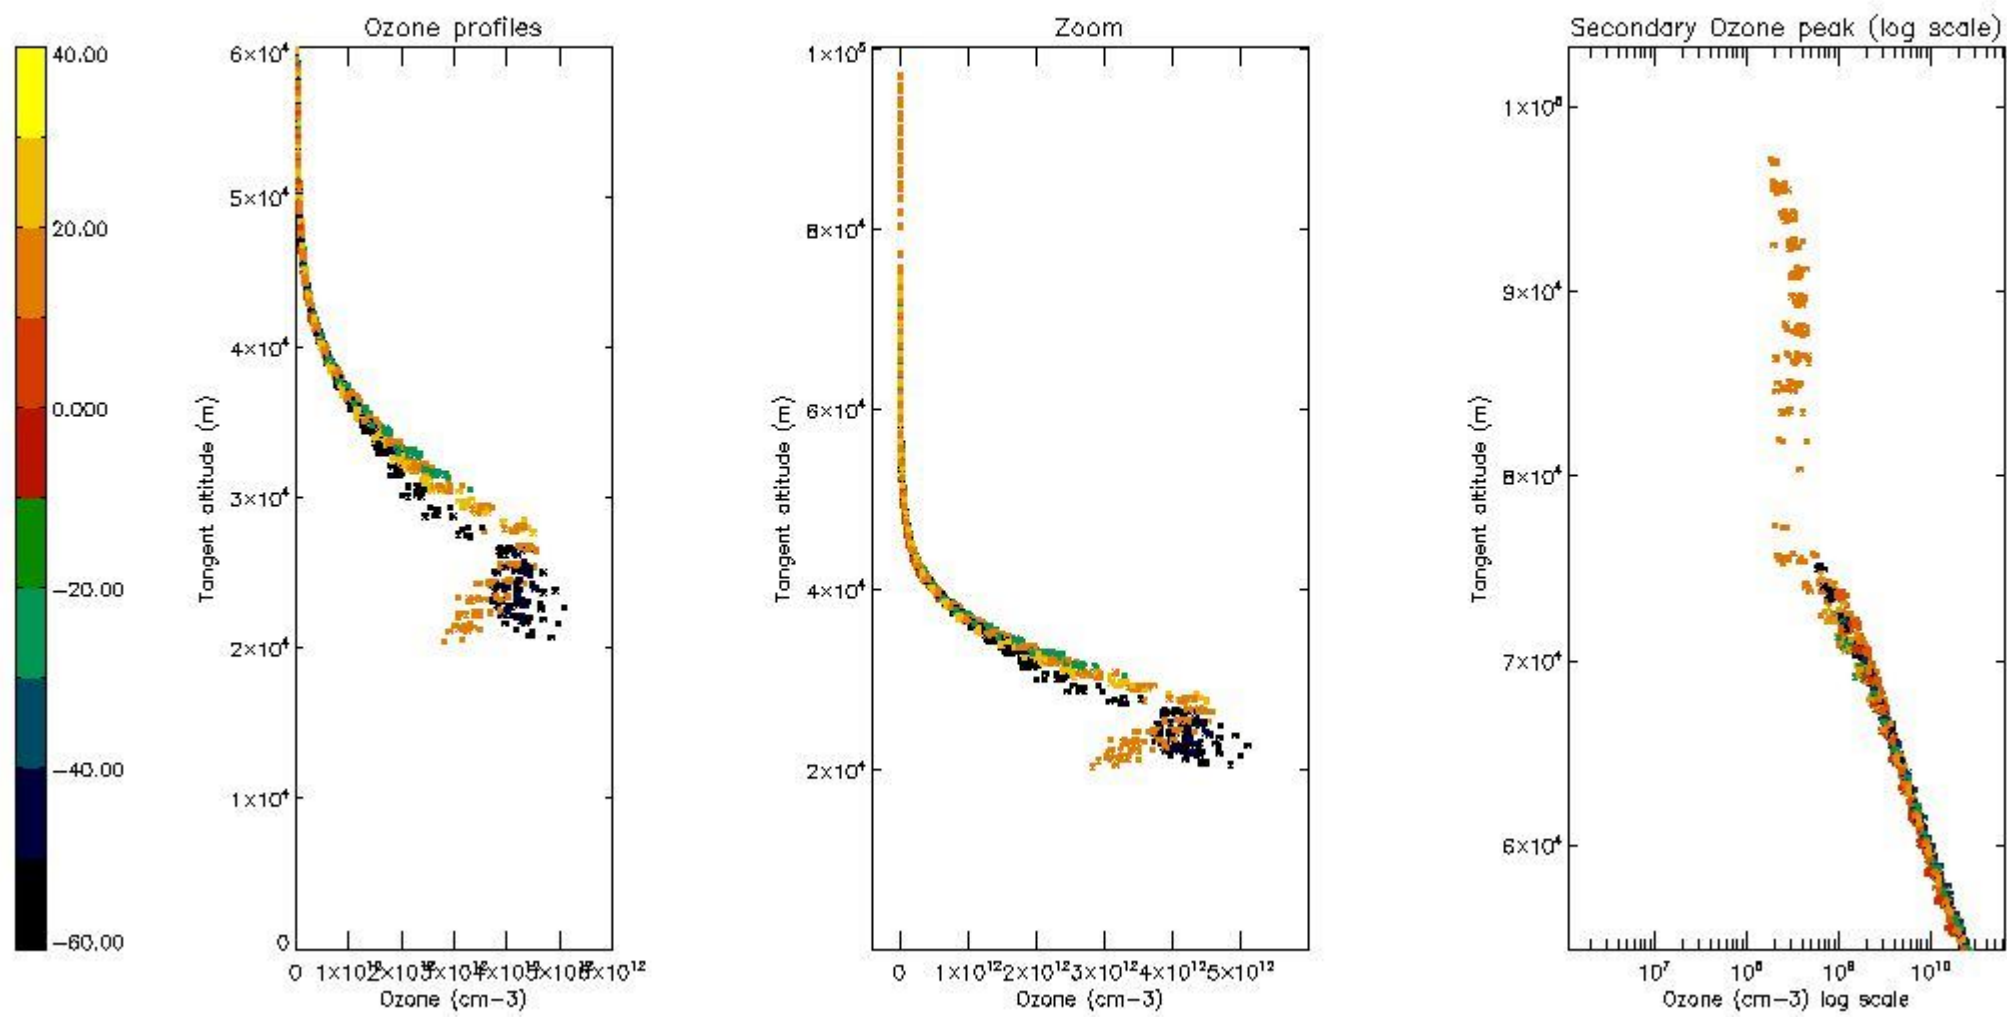 Ozone profiles
Zoom
Secondary Ozone peak (log scale)
40.00
20.00
0.000
−20.00
−40.00
−60.00
6×10⁴
5×10⁴
4×10⁴
3×10⁴
2×10⁴
1×10⁴
0
Tangent altitude (m)
0
Ozone (cm−3)
1×10⁵
8×10⁴
6×10⁴
4×10⁴
2×10⁴
Tangent altitude (m)
0 1×10¹² 2×10¹² 3×10¹² 4×10¹² 5×10¹²
Ozone (cm−3)
9×10⁴
8×10⁴
7×10⁴
6×10⁴
Tangent altitude (m)
10⁷ 10⁸ 10⁹ 10¹⁰
Ozone (cm−3) log scale